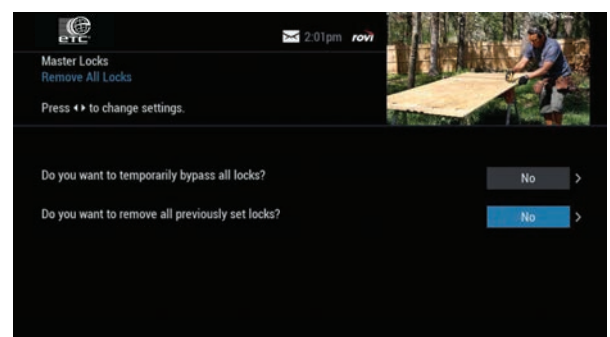 etc
2:01pm rovi
Master Locks
Remove All Locks
Press to change settings.
Do you want to temporarily bypass all locks? No
Do you want to remove all previously set locks? No